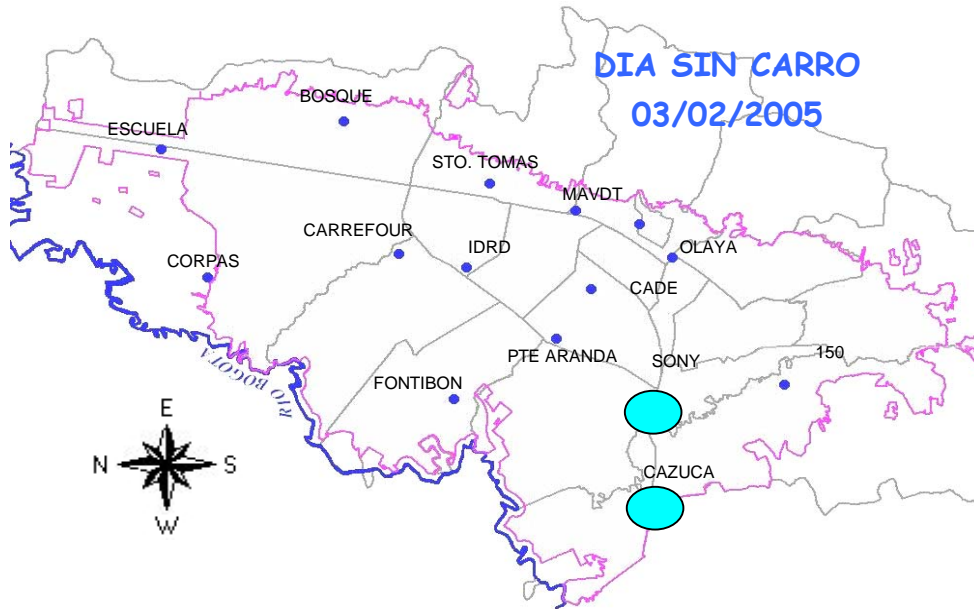 DIA SIN CARRO
03/02/2005
BOSQUE
ESCUELA
STO. TOMAS
MAVDT
CARREFOUR
IDRD
OLAYA
CORPAS
CADE
PTE ARANDA
SONY
150
RIO BOGOTA
FONTIBON
E
N
S
W
CAZUCA